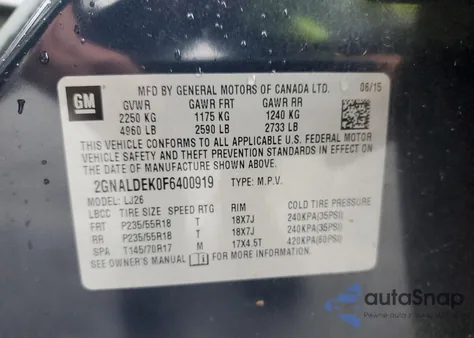 GM
MFD BY GENERAL MOTORS OF CANADA LTD. 06/15
GVWR GAWR FRT GAWR RR
2250 KG 1175 KG 1240 KG
4960 LB 2590 LB 2733 LB
THIS VEHICLE CONFORMS TO ALL APPLICABLE U.S. FEDERAL MOTOR
VEHICLE SAFETY AND THEFT PREVENTION STANDARDS IN EFFECT ON
THE DATE OF MANUFACTURE SHOWN ABOVE.
2GNALDEK0F6400919 TYPE: M.P.V.
MODEL: LJ26
LBCC TIRE SIZE SPEED RTG RIM COLD TIRE PRESSURE
FRT P235/55R18 T 18X7J 240KPA(35PSI)
RR P235/55R18 T 18X7J 240KPA(35PSI)
SPA T145/70R17 M 17X4.5T 420KPA(60PSI)
SEE OWNER'S MANUAL FOR MORE INFORMATION.
autoSnap